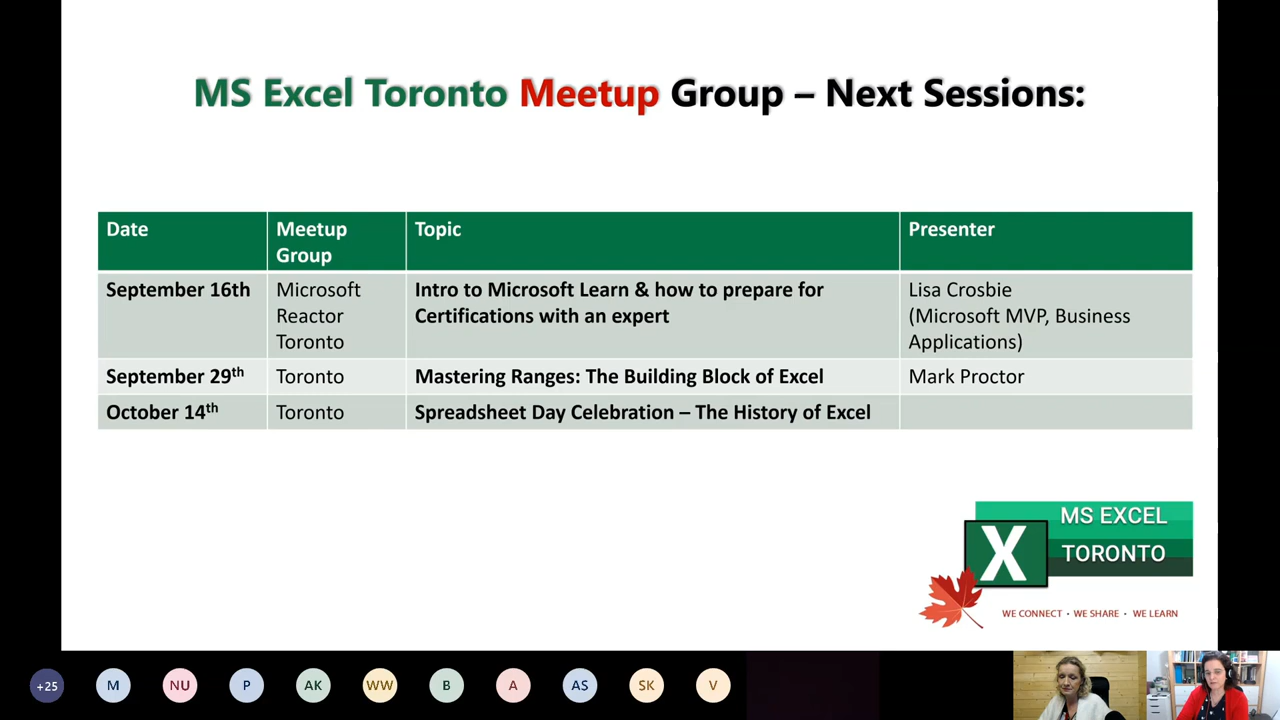 MS Excel Toronto Meetup Group – Next Sessions:
Date
Meetup
Group
Topic
Presenter
September 16th
Microsoft
Reactor
Toronto
Intro to Microsoft Learn & how to prepare for
Certifications with an expert
Lisa Crosbie
(Microsoft MVP, Business
Applications)
September 29th
Toronto
Mastering Ranges: The Building Block of Excel
Mark Proctor
October 14th
Toronto
Spreadsheet Day Celebration – The History of Excel
X
MS EXCEL
TORONTO
WE CONNECT • WE SHARE • WE LEARN
+25 M NU P AK WW B A AS SK V